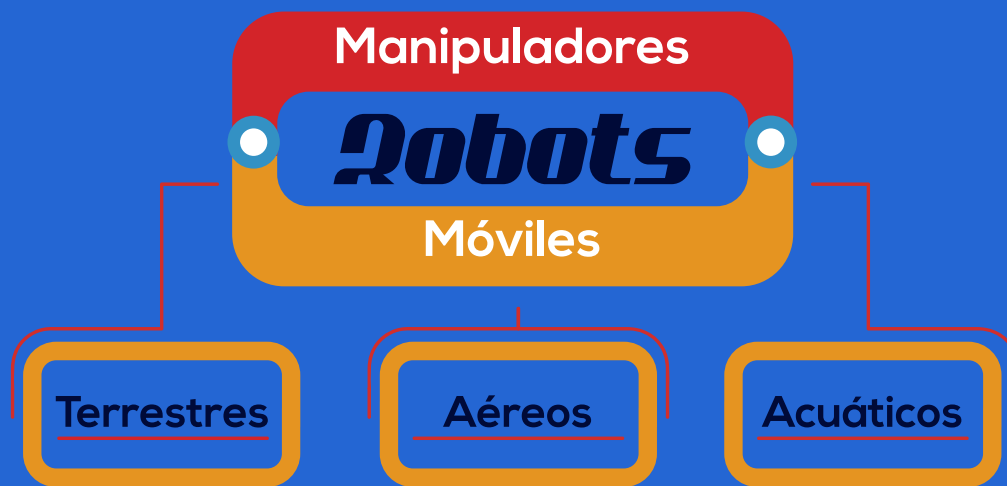 Manipuladores
Robots
Móviles
Terrestres
Aéreos
Acuáticos